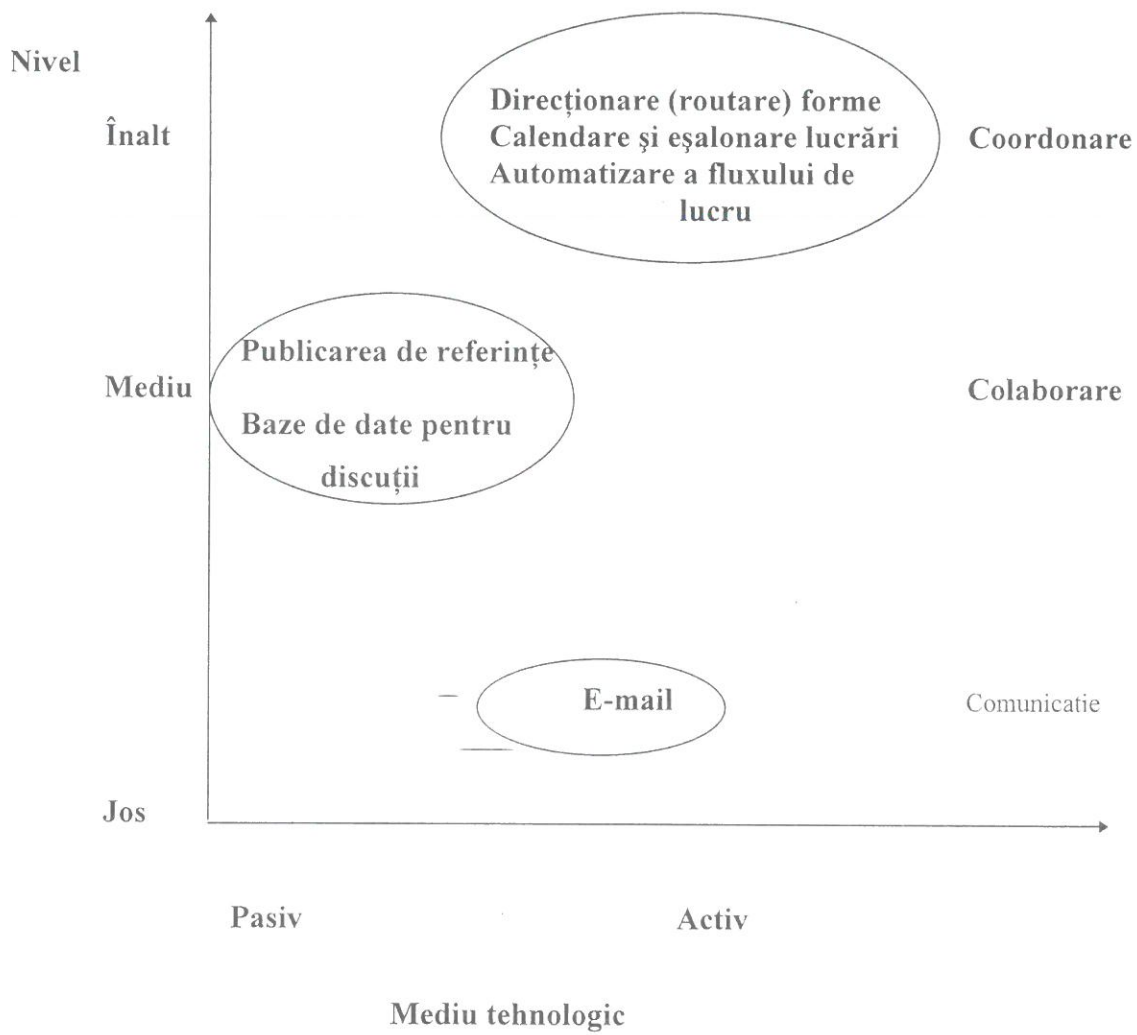 Nivel
Înalt
Direcționare (routare) forme
Calendare și eșalonare lucrări
Automatizare a fluxului de
lucru
Coordonare
Mediu
Publicarea de referințe
Baze de date pentru
discuții
Colaborare
E-mail
Comunicatie
Jos
Pasiv
Activ
Mediu tehnologic